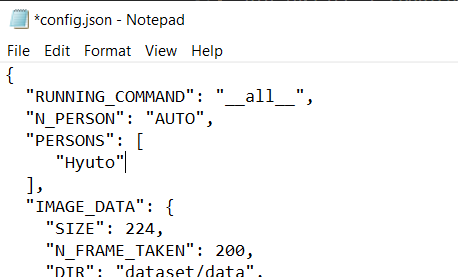 *config.json - Notepad
File Edit Format View Help
{
  "RUNNING_COMMAND": "__all__",
  "N_PERSON": "AUTO",
  "PERSONS": [
     "Hyuto"
  ],
  "IMAGE_DATA": {
    "SIZE": 224,
    "N_FRAME_TAKEN": 200,
    "DIR": "dataset/data",